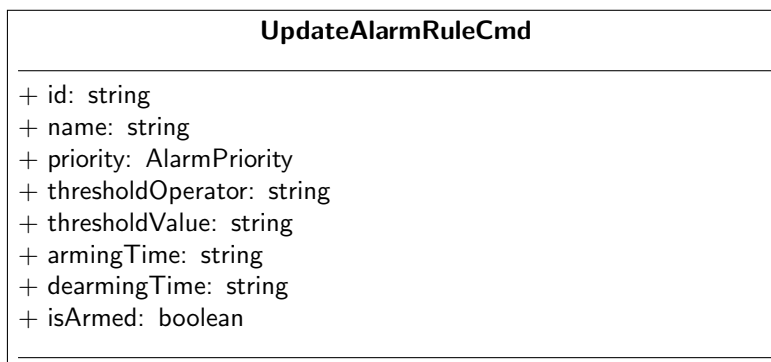 UpdateAlarmRuleCmd
+ id: string
+ name: string
+ priority: AlarmPriority
+ thresholdOperator: string
+ thresholdValue: string
+ armingTime: string
+ dearmingTime: string
+ isArmed: boolean